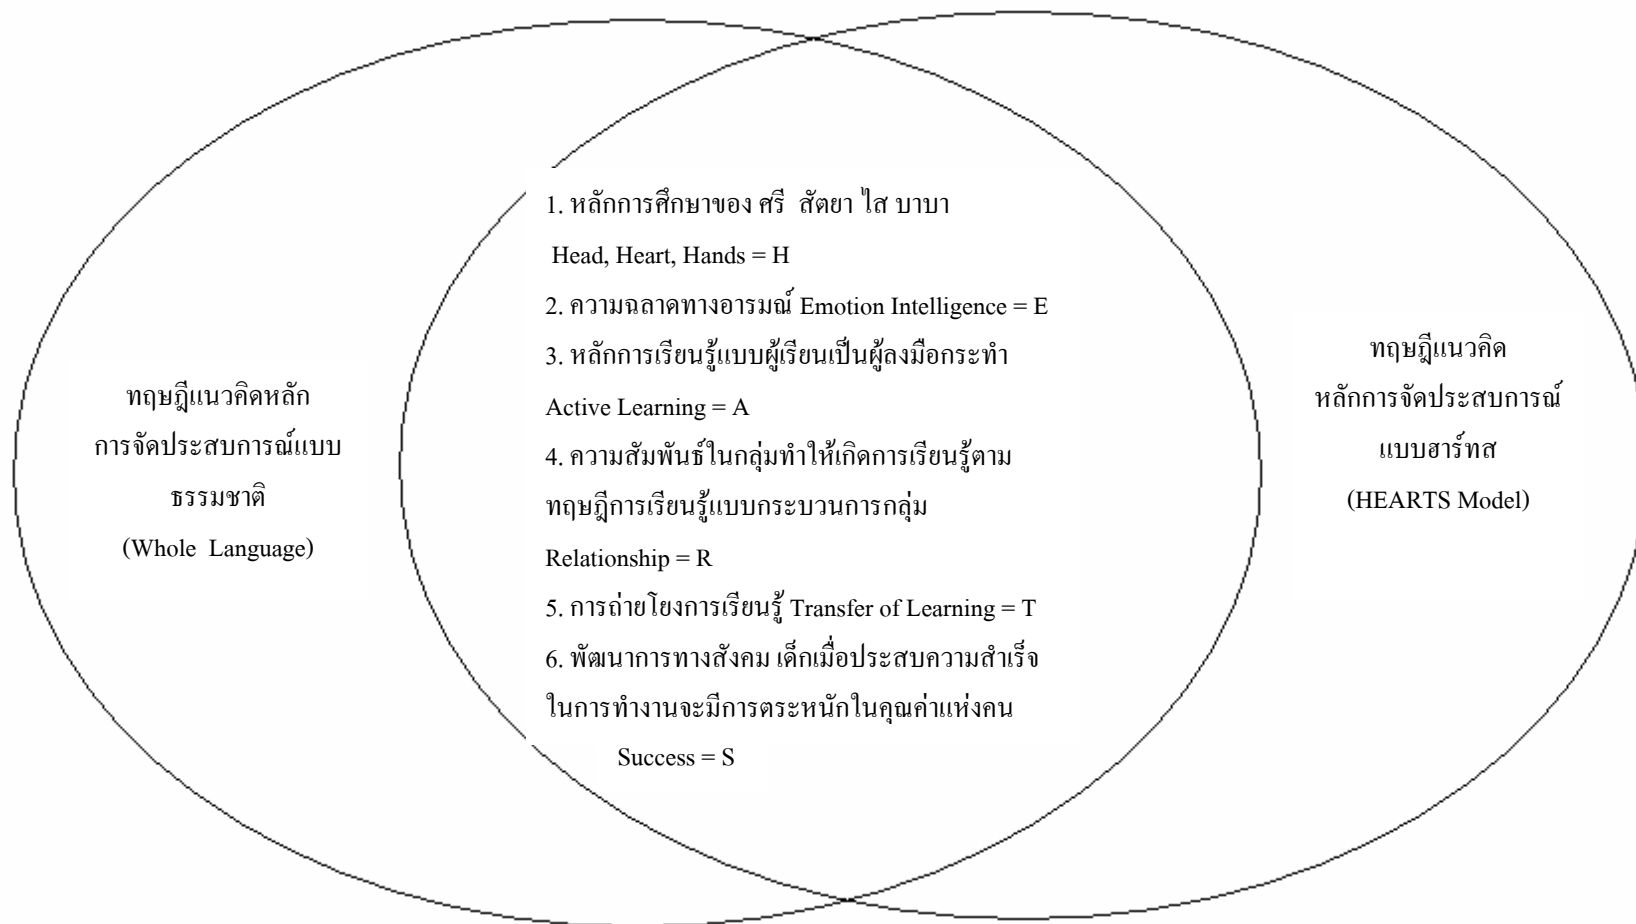 ทฤษฎีแนวคิดหลัก
การจัดประสบการณ์แบบ
ธรรมชาติ
(Whole Language)
1. หลักการศึกษาของ ศรี สัตยา ไส บาบา
Head, Heart, Hands = H
2. ความฉลาดทางอารมณ์ Emotion Intelligence = E
3. หลักการเรียนรู้แบบผู้เรียนเป็นผู้ลงมือกระทำ
Active Learning = A
4. ความสัมพันธ์ในกลุ่มทำให้เกิดการเรียนรู้ตาม
ทฤษฎีการเรียนรู้แบบกระบวนการกลุ่ม
Relationship = R
5. การถ่ายโยงการเรียนรู้ Transfer of Learning = T
6. พัฒนาการทางสังคม เด็กเมื่อประสบความสำเร็จ
ในการทำงานจะมีการตระหนักในคุณค่าแห่งคน
Success = S
ทฤษฎีแนวคิด
หลักการจัดประสบการณ์
แบบฮาร์ทส
(HEARTS Model)